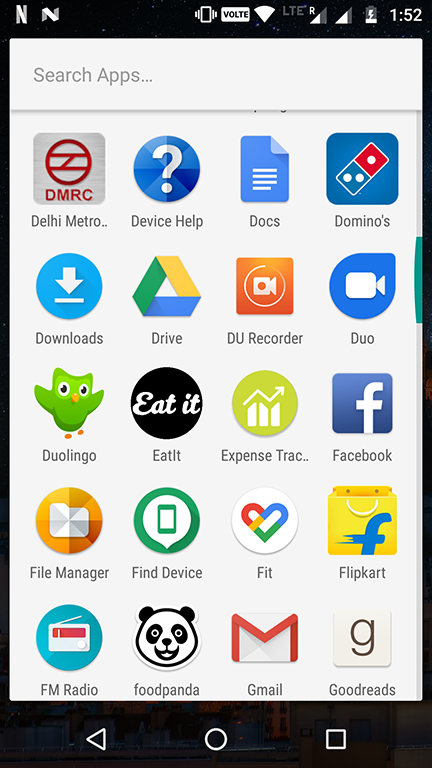 VOLTE LTE R 1:52
Search Apps...
DMRC
Delhi Metro.. Device Help Docs Domino's
Downloads Drive DU Recorder Duo
Eat it
Duolingo EatIt Expense Trac.. Facebook
File Manager Find Device Fit Flipkart
FM Radio foodpanda Gmail Goodreads